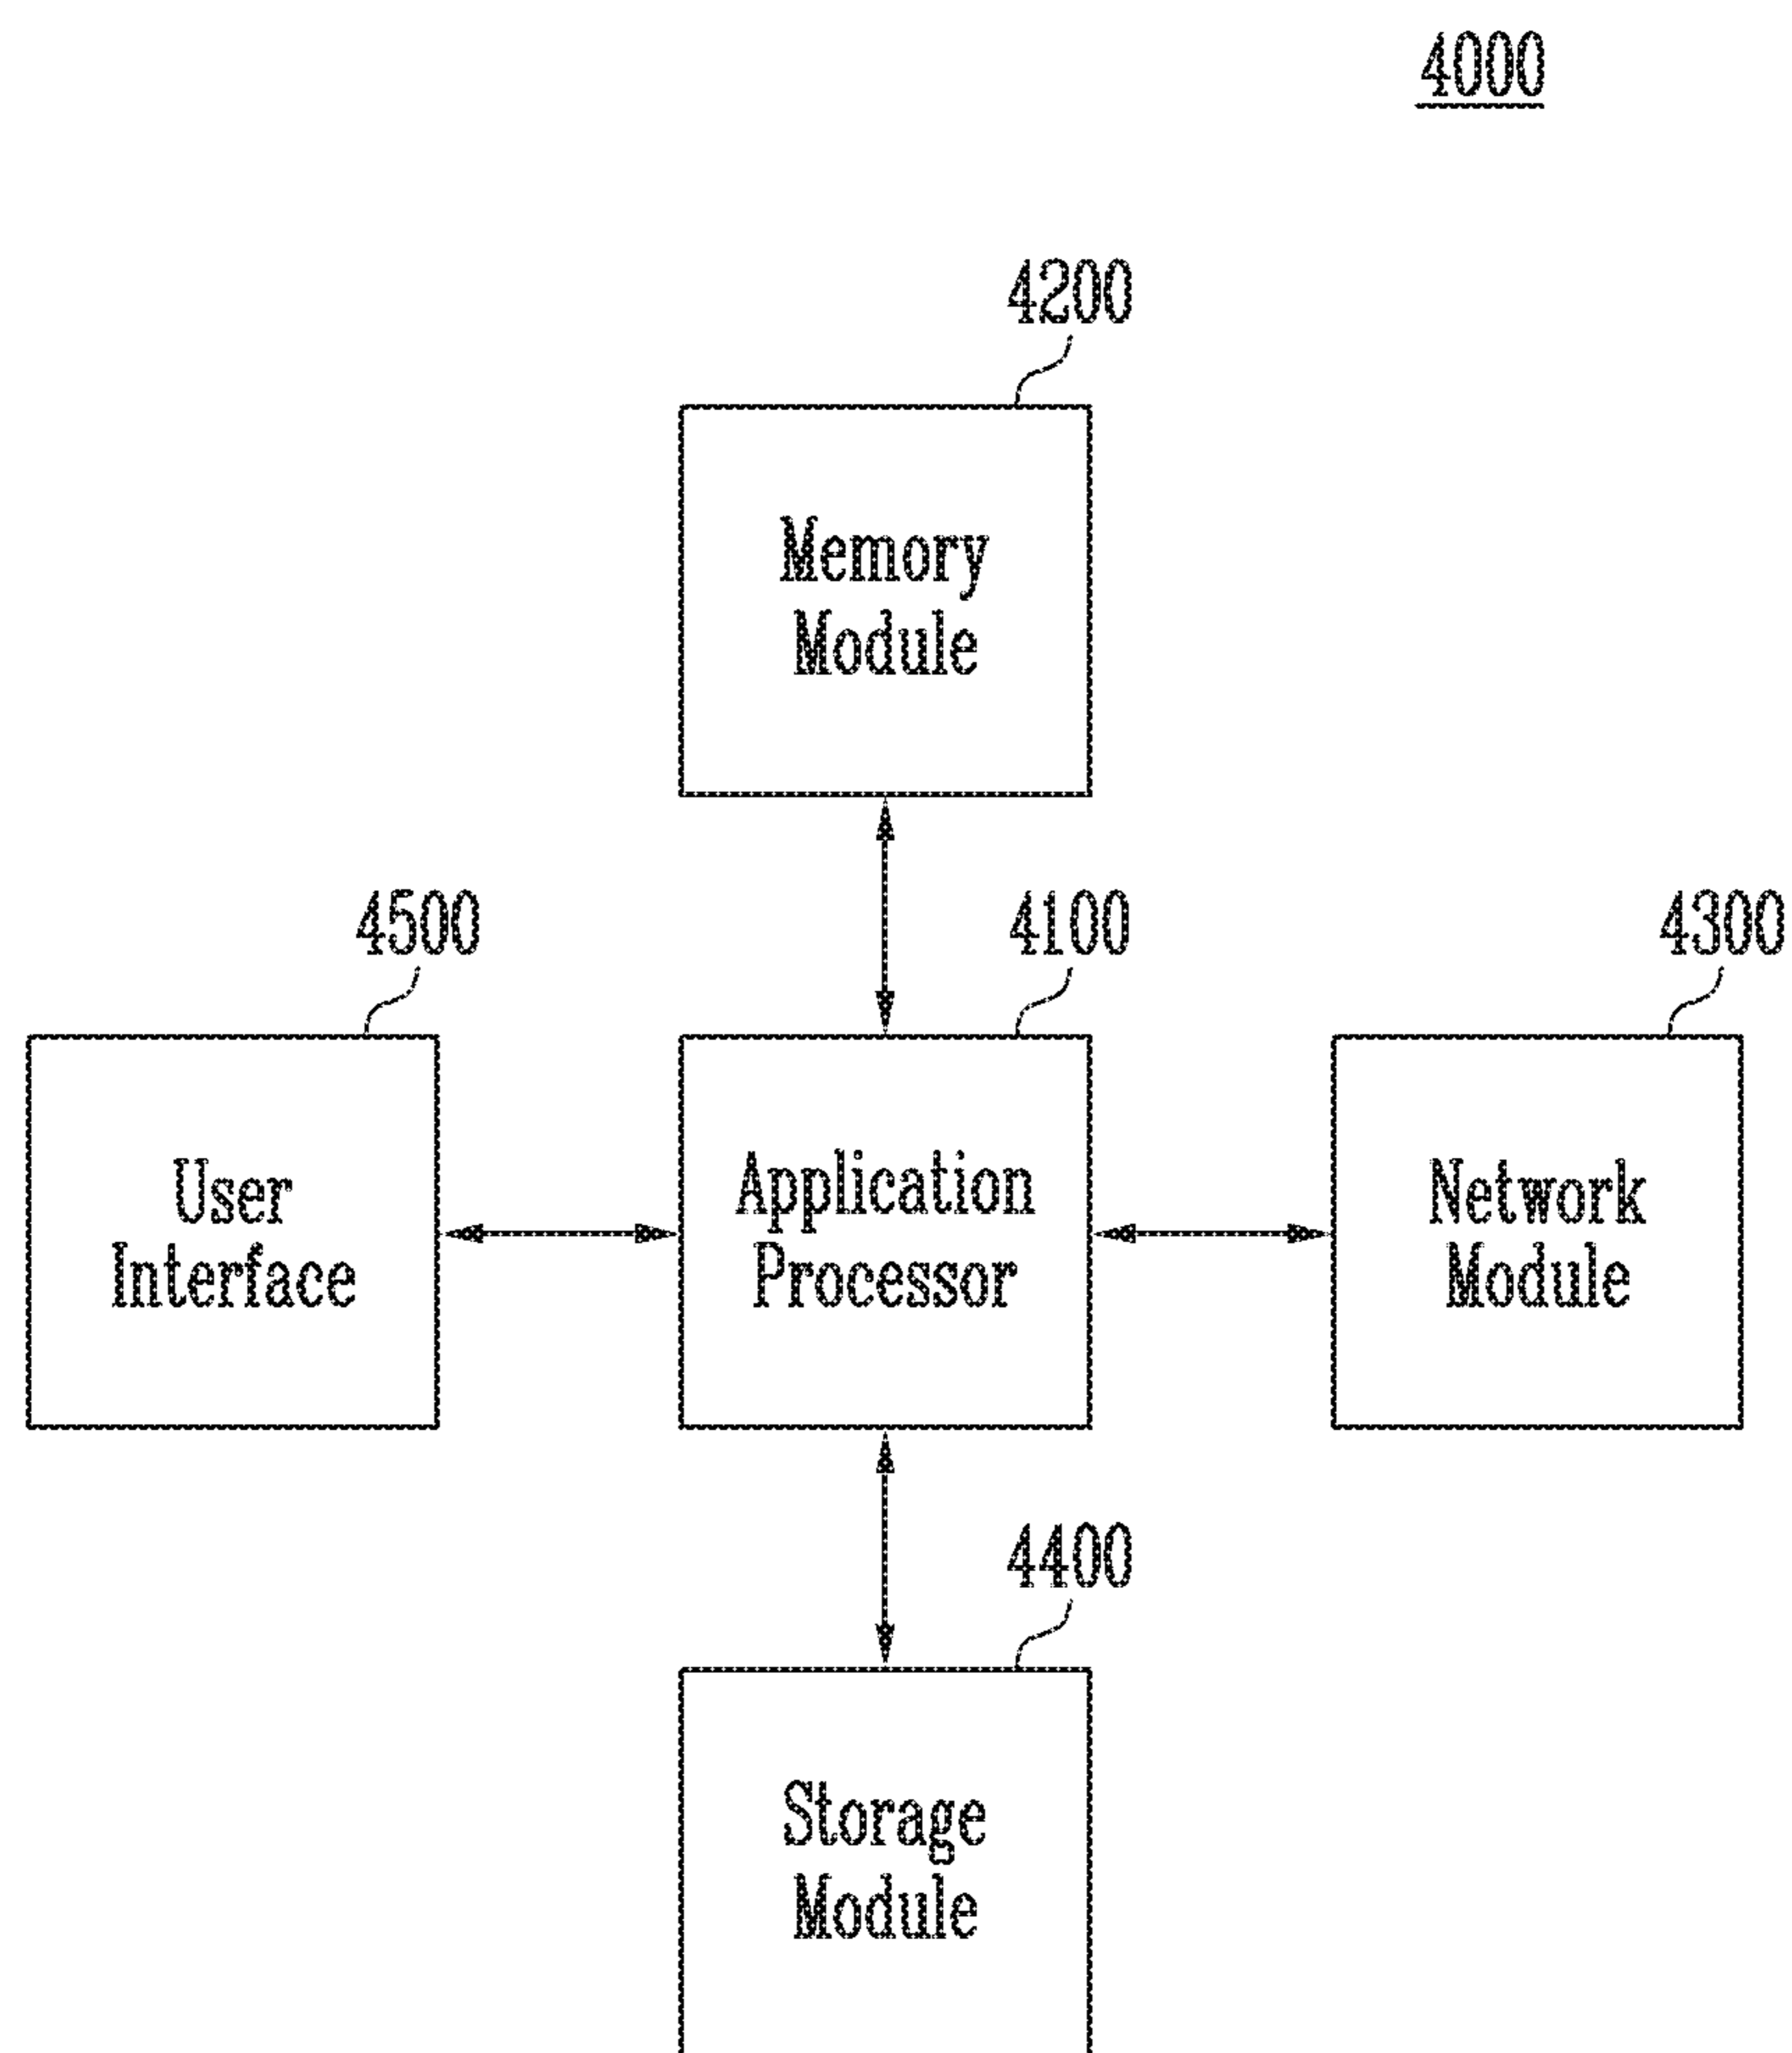 4000
4200
Memory
Module
4500
4100
4300
User
Interface
Application
Processor
Network
Module
4400
Storage
Module